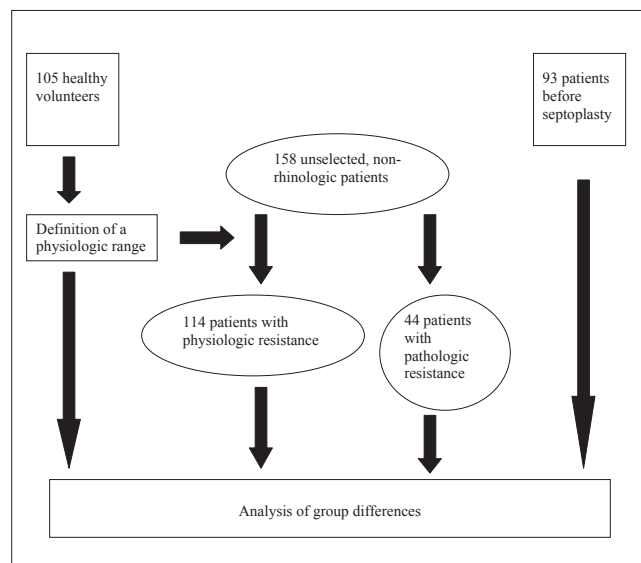 105 healthy
volunteers
93 patients
before
septoplasty
158 unselected, non-
rhinologic patients
Definition of a
physiologic range
114 patients with
physiologic resistance
44 patients
with
pathologic
resistance
Analysis of group differences